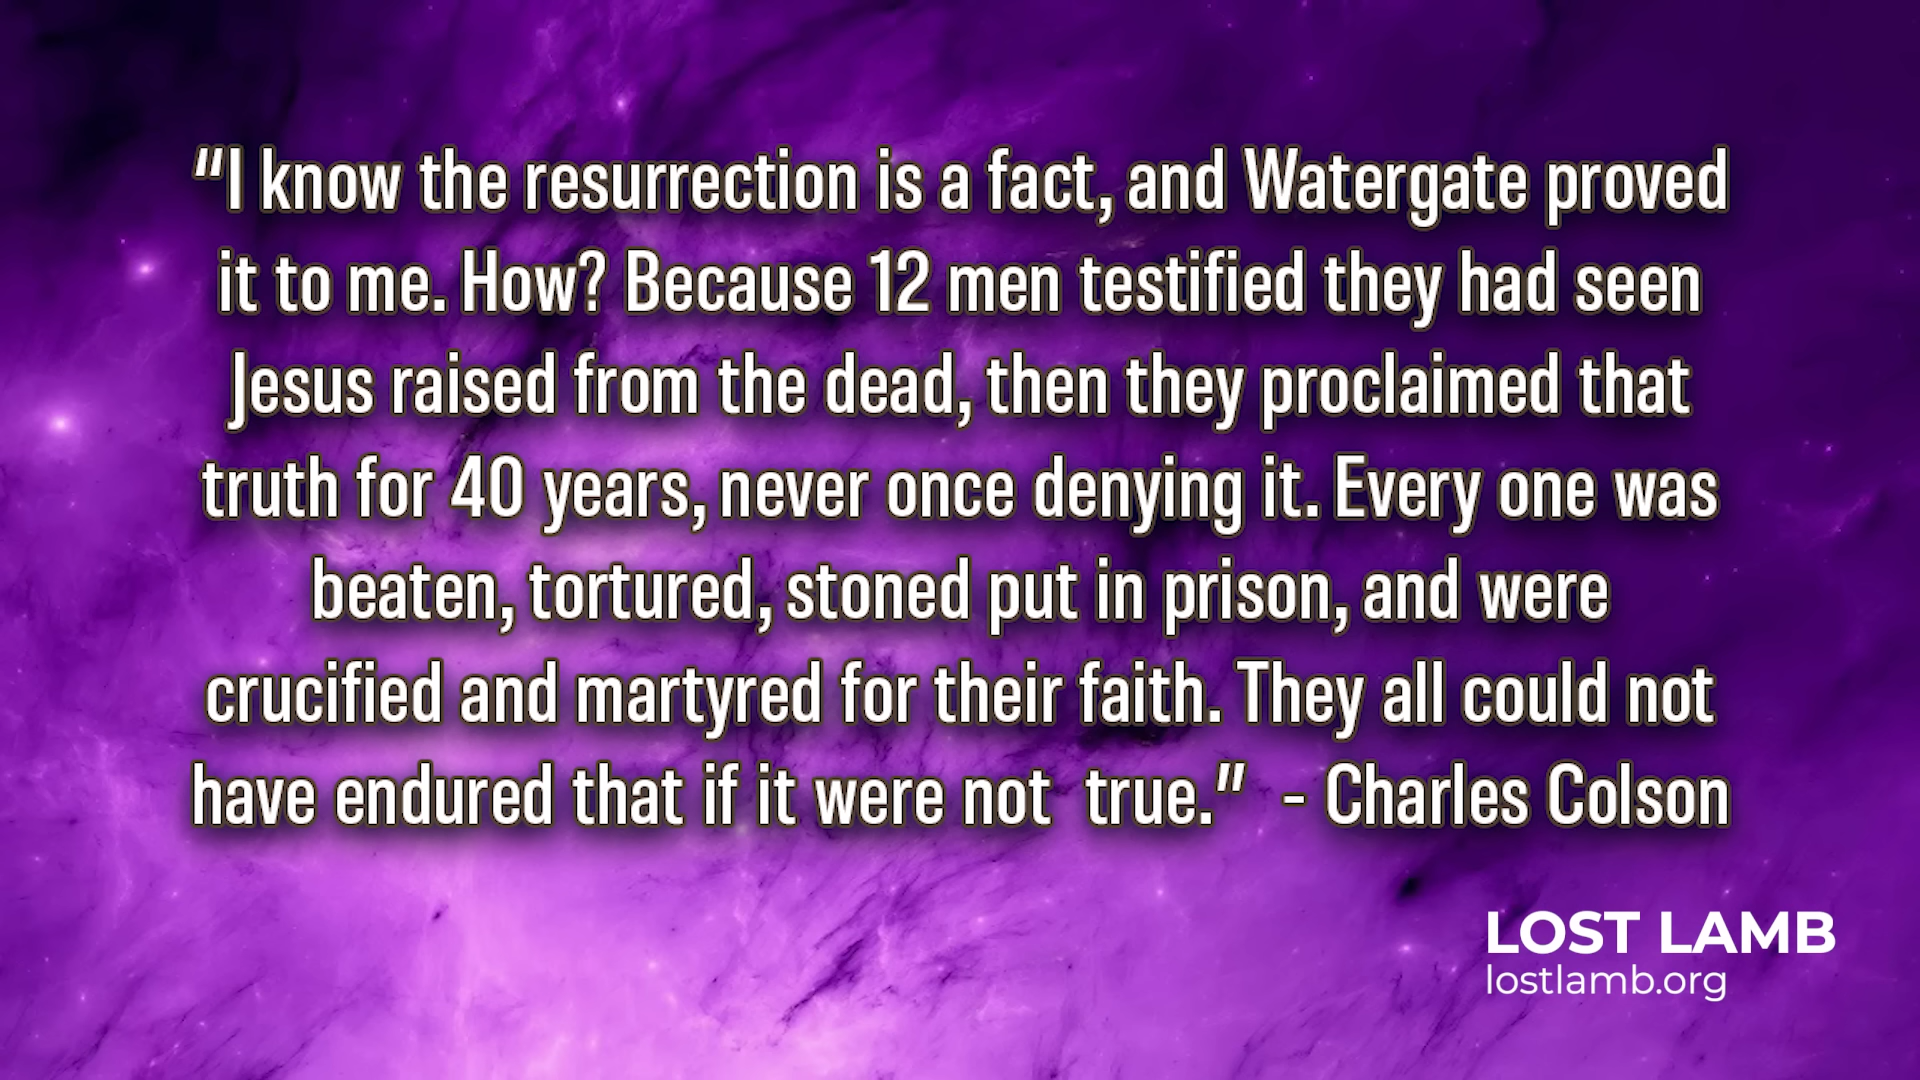 “I know the resurrection is a fact, and Watergate proved
it to me. How? Because 12 men testified they had seen
Jesus raised from the dead, then they proclaimed that
truth for 40 years, never once denying it. Every one was
beaten, tortured, stoned put in prison, and were
crucified and martyred for their faith. They all could not
have endured that if it were not  true.”  - Charles Colson
LOST LAMB
lostlamb.org